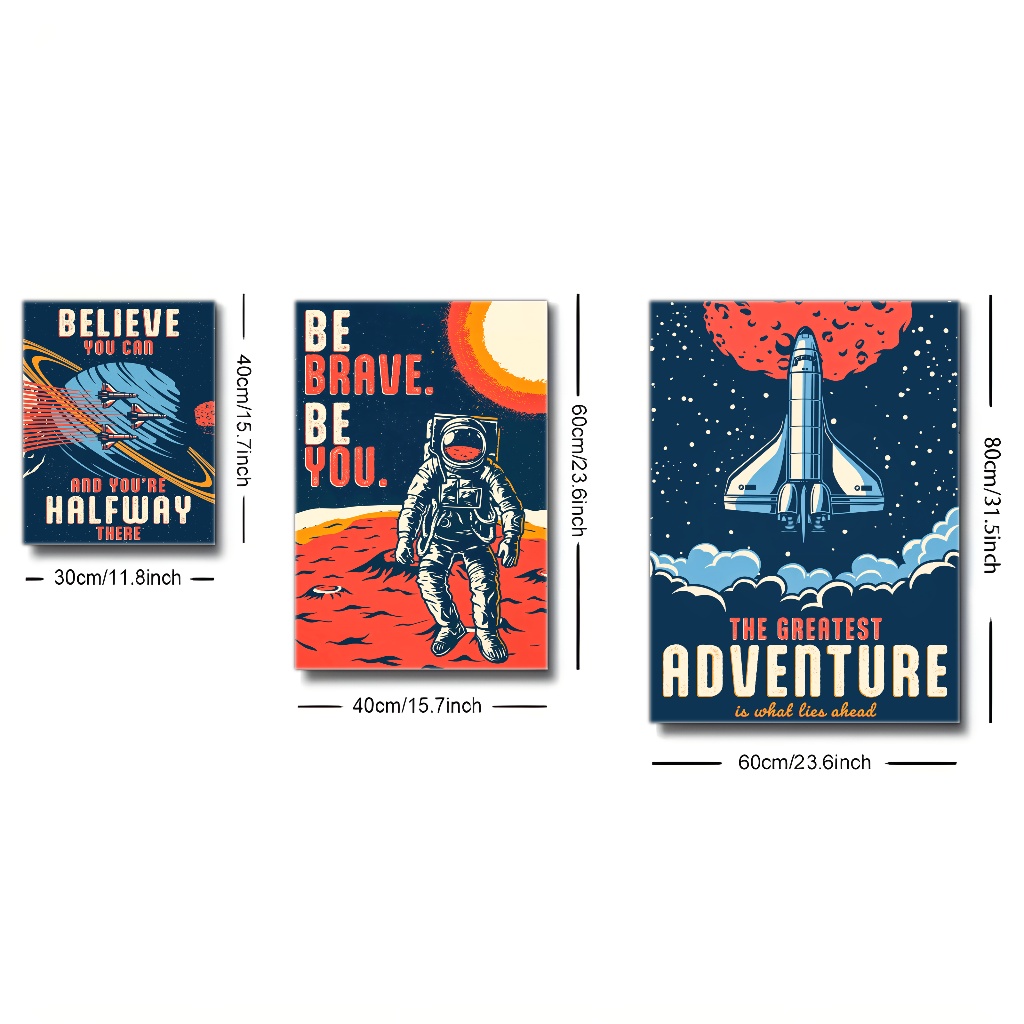 BELIEVE
YOU CAN
AND YOU'RE
HALFWAY
THERE
40cm/15.7inch
30cm/11.8inch
BE
BRAVE.
BE
YOU.
60cm/23.6inch
40cm/15.7inch
THE GREATEST
ADVENTURE
is what lies ahead
80cm/31.5inch
60cm/23.6inch